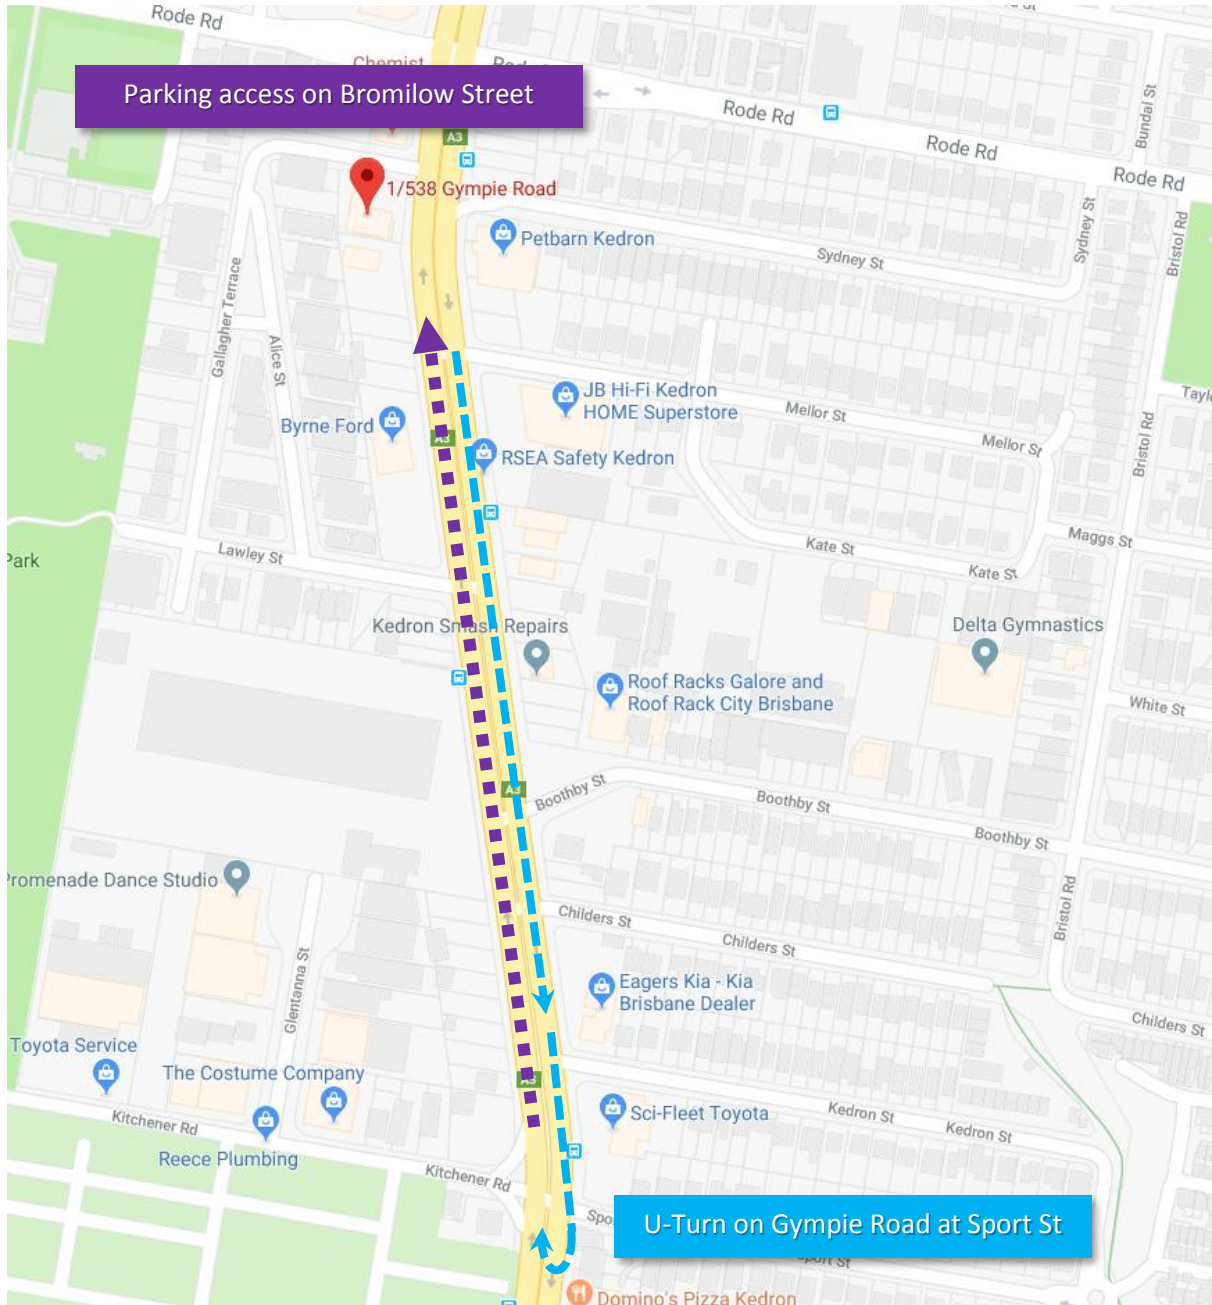 Rode Rd
Chemist
Parking access on Bromilow Street
A3
Rode Rd
Rode Rd
Rode Rd
Bundal St
1/538 Gympie Road
Petbarn Kedron
Sydney St
Sydney St
Bristol Rd
Gallagher Terrace
Alice St
JB Hi-Fi Kedron
HOME Superstore
Mellor St
Mellor St
Bristol Rd
Byrne Ford
A3
RSEA Safety Kedron
Kate St
Kate St
Maggs St
Park
Lawley St
Kedron Smash Repairs
Delta Gymnastics
Roof Racks Galore and
Roof Rack City Brisbane
White St
A3
Boothby St
Boothby St
Boothby St
Promenade Dance Studio
Childers St
Childers St
Bristol Rd
Glentanna St
Eagers Kia - Kia
Brisbane Dealer
Childers St
Toyota Service
The Costume Company
A3
Sci-Fleet Toyota
Kedron St
Kedron St
Kitchener Rd
Reece Plumbing
Kitchener Rd
U-Turn on Gympie Road at Sport St
Domino's Pizza Kedron